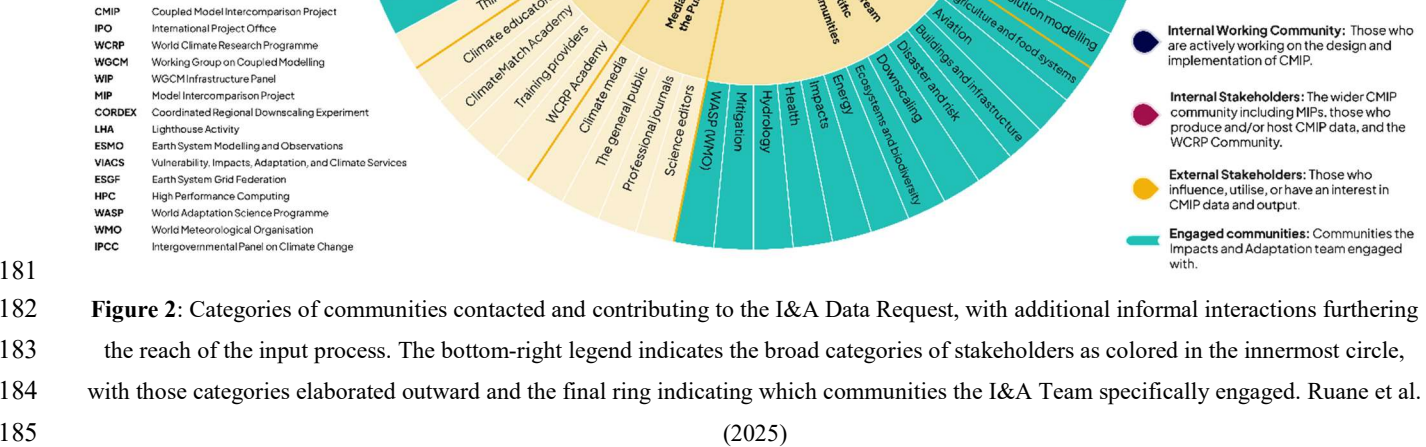 CMIP Coupled Model Intercomparison Project
IPO International Project Office
WCRP World Climate Research Programme
WGCM Working Group on Coupled Modelling
WIP WGCM Infrastructure Panel
MIP Model Intercomparison Project
CORDEX Coordinated Regional Downscaling Experiment
LHA Lighthouse Activity
ESMO Earth System Modelling and Observations
VIACS Vulnerability, Impacts, Adaptation, and Climate Services
ESGF Earth System Grid Federation
HPC High Performance Computing
WASP World Adaptation Science Programme
WMO World Meteorological Organisation
IPCC Intergovernmental Panel on Climate Change
Climate educators
ClimateMatch Academy
Training providers
WCRP Academy
Climate media
The general public
Professional journals
Science editors
WASP (WMO)
Mitigation
Hydrology
Health
Impacts
Energy
Ecosystems and biodiversity
Downscaling
Disaster and risk
Buildings and infrastructure
Aviation
griculture and food systems
olution modelling
Media
the Pu
Internal Working Community: Those who
are actively working on the design and
implementation of CMIP.
Internal Stakeholders: The wider CMIP
community including MIPs, those who
produce and/or host CMIP data, and the
WCRP Community.
External Stakeholders: Those who
influence, utilise, or have an interest in
CMIP data and output.
Engaged communities: Communities the
Impacts and Adaptation team engaged
with.
181
182 Figure 2: Categories of communities contacted and contributing to the I&A Data Request, with additional informal interactions furthering
183 the reach of the input process. The bottom-right legend indicates the broad categories of stakeholders as colored in the innermost circle,
184 with those categories elaborated outward and the final ring indicating which communities the I&A Team specifically engaged. Ruane et al.
185 (2025)